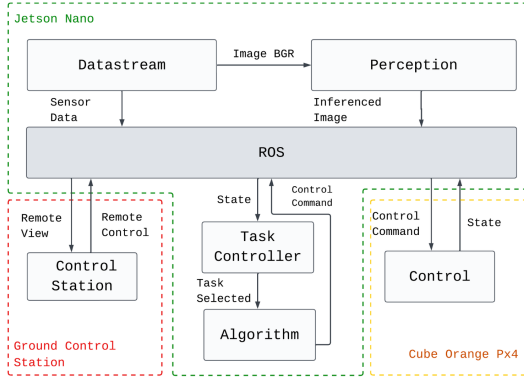 Jetson Nano
Datastream
Image BGR
Perception
Sensor
Data
Inferenced
Image
ROS
Remote
View
Remote
Control
State
Control
Command
Control
Command
State
Task
Controller
Control
Station
Control
Task
Selected
Algorithm
Ground Control
Station
Cube Orange Px4